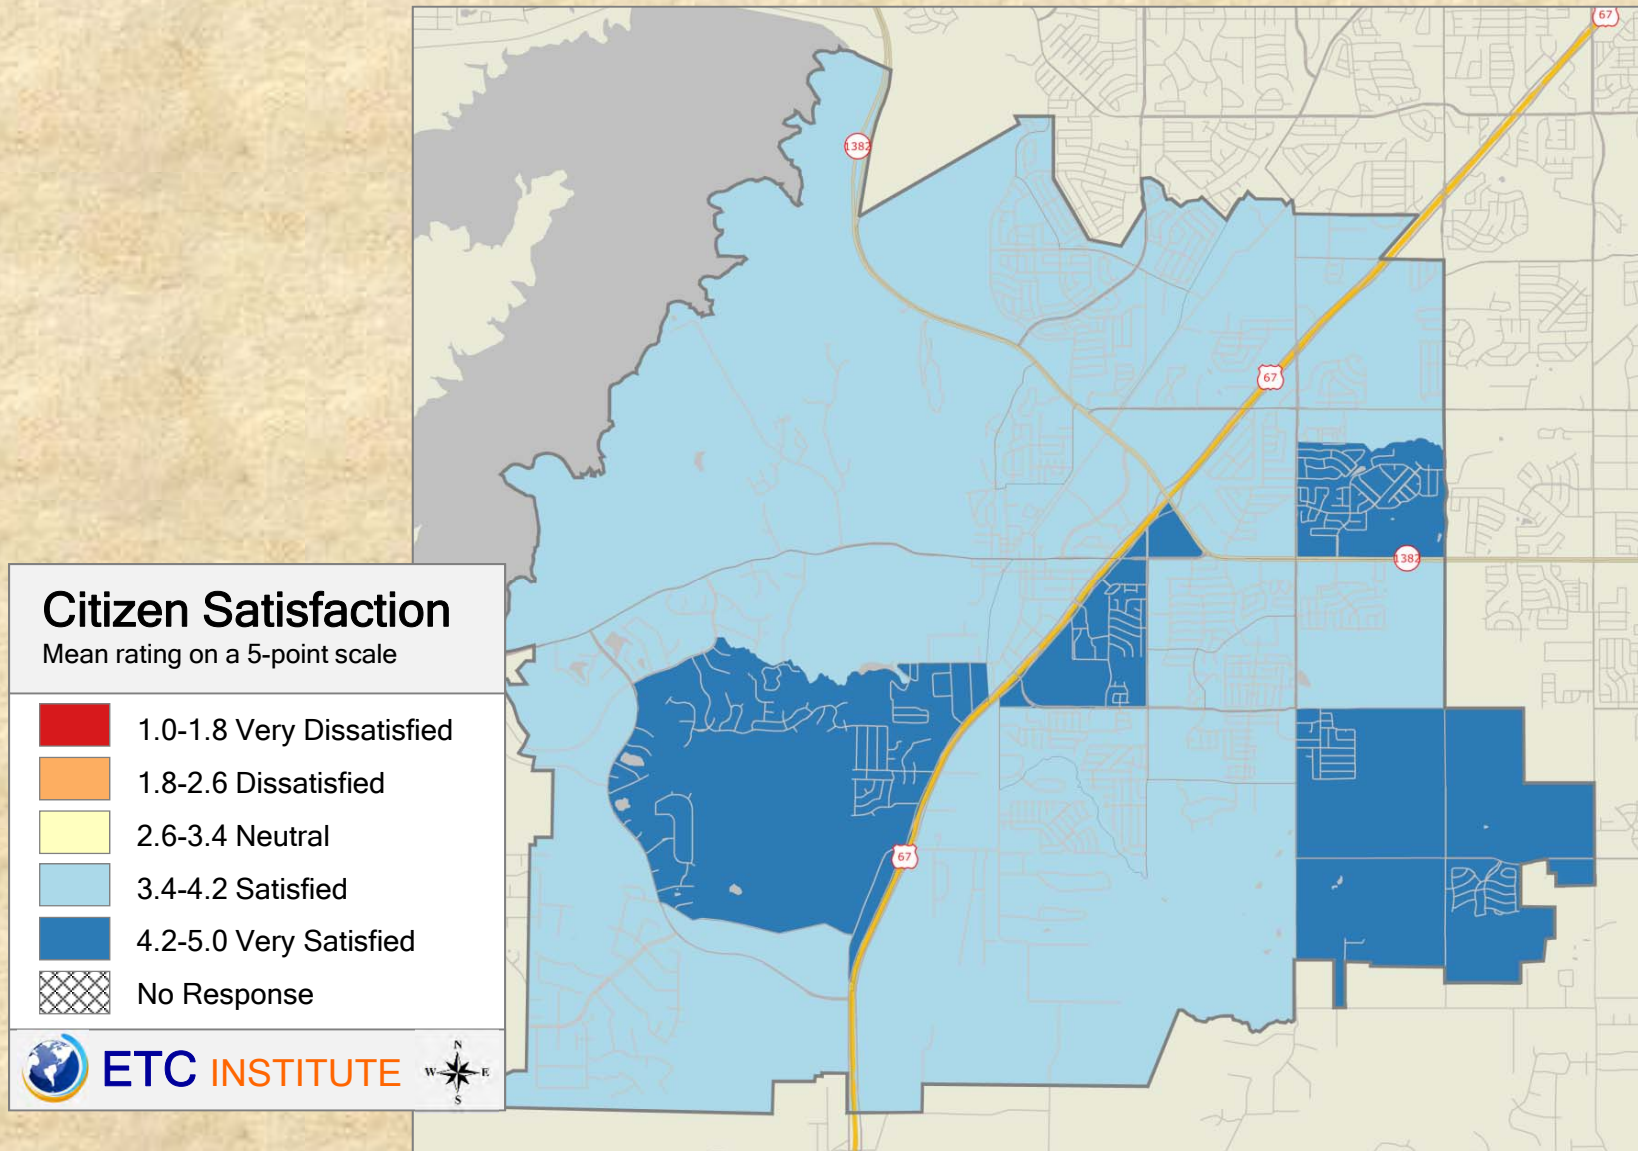 67
1382
67
1382
67
Citizen Satisfaction
Mean rating on a 5-point scale
1.0-1.8 Very Dissatisfied
1.8-2.6 Dissatisfied
2.6-3.4 Neutral
3.4-4.2 Satisfied
4.2-5.0 Very Satisfied
No Response
ETC INSTITUTE
N
W E
S